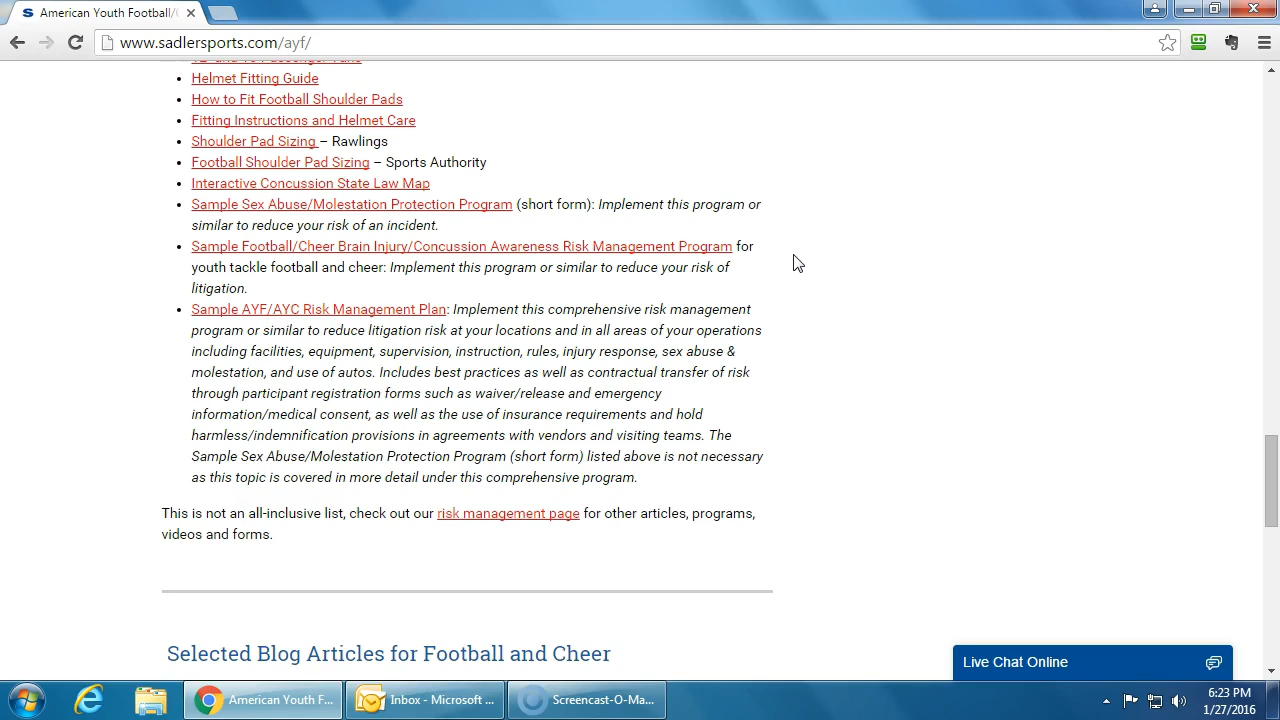 American Youth Football/
www.sadlersports.com/ayf/
Helmet Fitting Guide
How to Fit Football Shoulder Pads
Fitting Instructions and Helmet Care
Shoulder Pad Sizing – Rawlings
Football Shoulder Pad Sizing – Sports Authority
Interactive Concussion State Law Map
Sample Sex Abuse/Molestation Protection Program (short form): Implement this program or
similar to reduce your risk of an incident.
Sample Football/Cheer Brain Injury/Concussion Awareness Risk Management Program for
youth tackle football and cheer: Implement this program or similar to reduce your risk of
litigation.
Sample AYF/AYC Risk Management Plan: Implement this comprehensive risk management
program or similar to reduce litigation risk at your locations and in all areas of your operations
including facilities, equipment, supervision, instruction, rules, injury response, sex abuse &
molestation, and use of autos. Includes best practices as well as contractual transfer of risk
through participant registration forms such as waiver/release and emergency
information/medical consent, as well as the use of insurance requirements and hold
harmless/indemnification provisions in agreements with vendors and visiting teams. The
Sample Sex Abuse/Molestation Protection Program (short form) listed above is not necessary
as this topic is covered in more detail under this comprehensive program.
This is not an all-inclusive list, check out our risk management page for other articles, programs,
videos and forms.
Selected Blog Articles for Football and Cheer
Live Chat Online
American Youth F...
Inbox - Microsoft ...
Screencast-O-Ma...
6:23 PM
1/27/2016